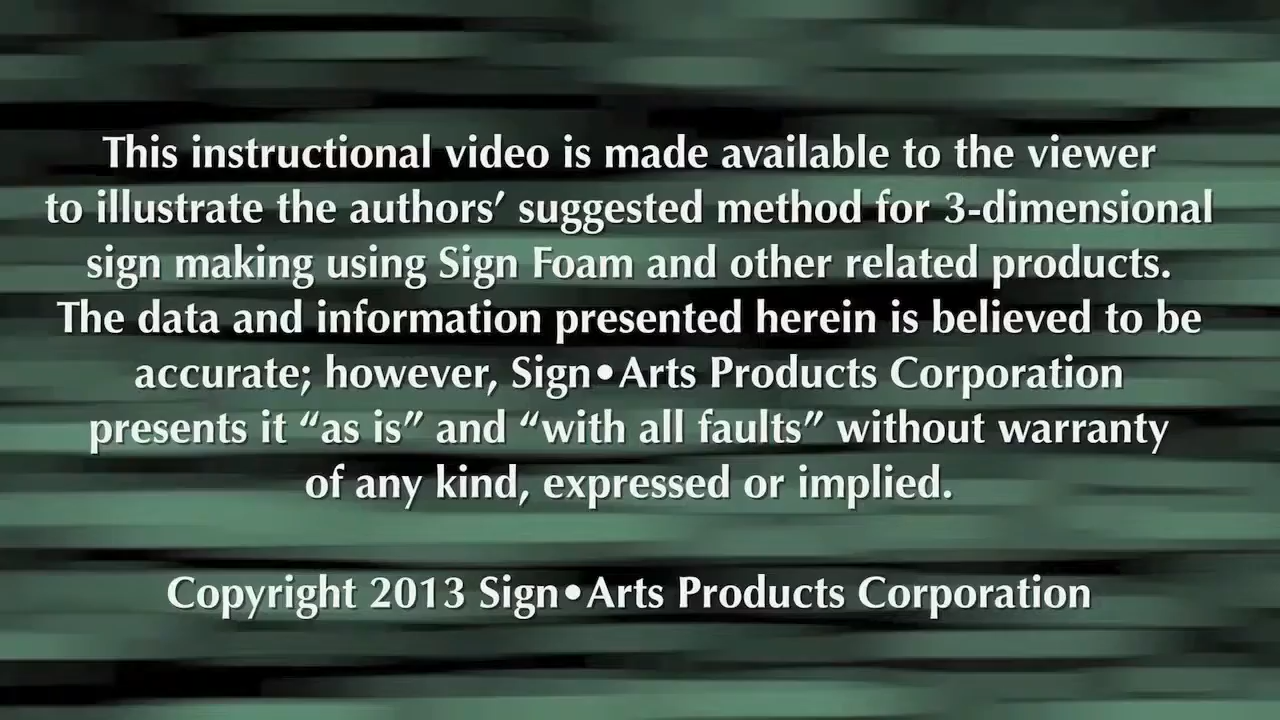 This instructional video is made available to the viewer
to illustrate the authors’ suggested method for 3-dimensional
sign making using Sign Foam and other related products.
The data and information presented herein is believed to be
accurate; however, Sign•Arts Products Corporation
presents it “as is” and “with all faults” without warranty
of any kind, expressed or implied.
Copyright 2013 Sign•Arts Products Corporation